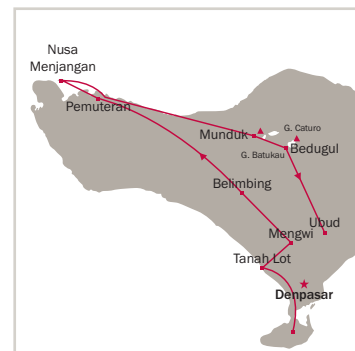 Nusa
Menjangan
Pemuteran
G. Caturo
Munduk
Bedugul
G. Batukau
Belimbing
Ubud
Mengwi
Tanah Lot
Denpasar